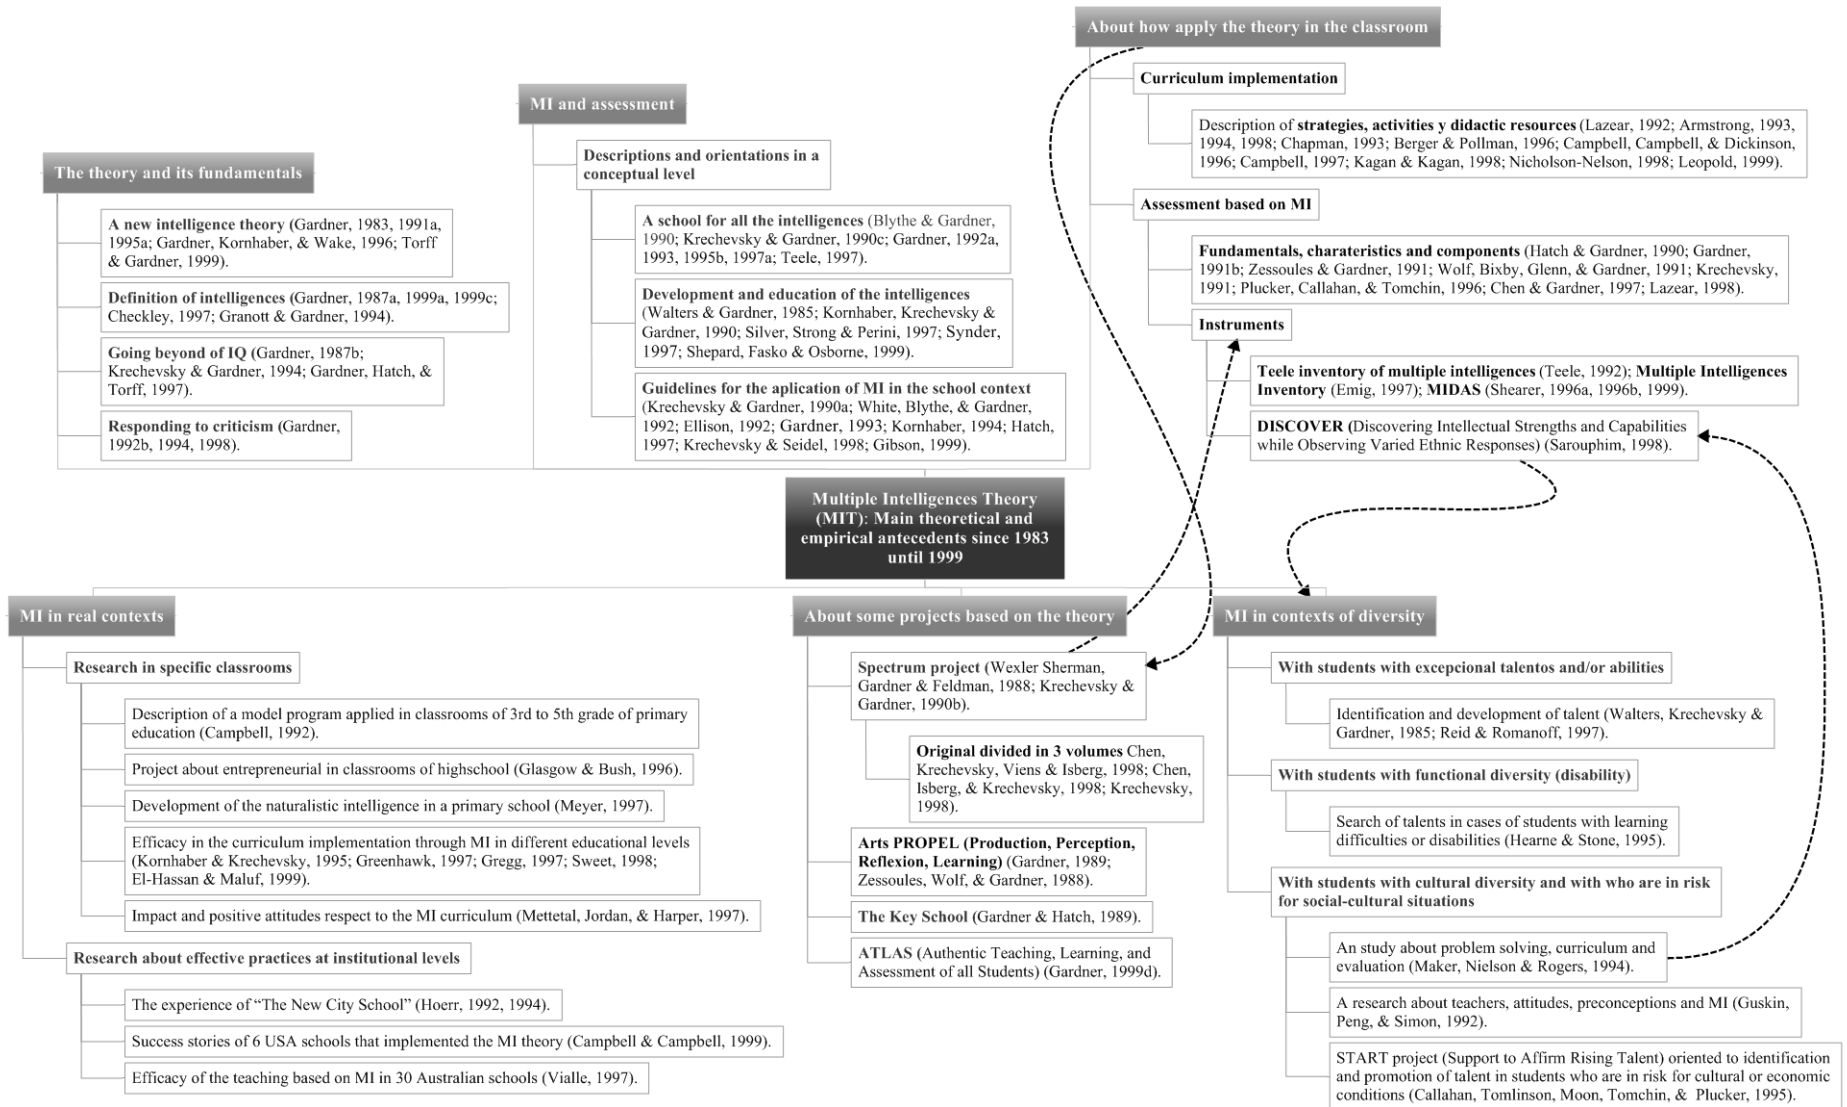 About how apply the theory in the classroom
Curriculum implementation
Description of strategies, activities y didactic resources (Lazear, 1992; Armstrong, 1993,
1994, 1998; Chapman, 1993; Berger & Pollman, 1996; Campbell, Campbell, & Dickinson,
1996; Campbell, 1997; Kagan & Kagan, 1998; Nicholson-Nelson, 1998; Leopold, 1999).
Assessment based on MI
Fundamentals, charateristics and components (Hatch & Gardner, 1990; Gardner,
1991b; Zessoules & Gardner, 1991; Wolf, Bixby, Glenn, & Gardner, 1991; Krechevsky,
1991; Plucker, Callahan, & Tomchin, 1996; Chen & Gardner, 1997; Lazear, 1998).
Instruments
Teele inventory of multiple intelligences (Teele, 1992); Multiple Intelligences
Inventory (Emig, 1997); MIDAS (Shearer, 1996a, 1996b, 1999).
DISCOVER (Discovering Intellectual Strengths and Capabilities
while Observing Varied Ethnic Responses) (Sarouphim, 1998).
MI and assessment
Descriptions and orientations in a
conceptual level
A school for all the intelligences (Blythe & Gardner,
1990; Krechevsky & Gardner, 1990c; Gardner, 1992a,
1993, 1995b, 1997a; Teele, 1997).
Development and education of the intelligences
(Walters & Gardner, 1985; Kornhaber, Krechevsky &
Gardner, 1990; Silver, Strong & Perini, 1997; Synder,
1997; Shepard, Fasko & Osborne, 1999).
Guidelines for the aplication of MI in the school context
(Krechevsky & Gardner, 1990a; White, Blythe, & Gardner,
1992; Ellison, 1992; Gardner, 1993; Kornhaber, 1994; Hatch,
1997; Krechevsky & Seidel, 1998; Gibson, 1999).
The theory and its fundamentals
A new intelligence theory (Gardner, 1983, 1991a,
1995a; Gardner, Kornhaber, & Wake, 1996; Torff
& Gardner, 1999).
Definition of intelligences (Gardner, 1987a, 1999a, 1999c;
Checkley, 1997; Granott & Gardner, 1994).
Going beyond of IQ (Gardner, 1987b;
Krechevsky & Gardner, 1994; Gardner, Hatch, &
Torff, 1997).
Responding to criticism (Gardner,
1992b, 1994, 1998).
Multiple Intelligences Theory
(MIT): Main theoretical and
empirical antecedents since 1983
until 1999
MI in real contexts
Research in specific classrooms
Description of a model program applied in classrooms of 3rd to 5th grade of primary
education (Campbell, 1992).
Project about entrepreneurial in classrooms of highschool (Glasgow & Bush, 1996).
Development of the naturalistic intelligence in a primary school (Meyer, 1997).
Efficacy in the curriculum implementation through MI in different educational levels
(Kornhaber & Krechevsky, 1995; Greenhawk, 1997; Gregg, 1997; Sweet, 1998;
El-Hassan & Maluf, 1999).
Impact and positive attitudes respect to the MI curriculum (Mettetal, Jordan, & Harper, 1997).
Research about effective practices at institutional levels
The experience of “The New City School” (Hoerr, 1992, 1994).
Success stories of 6 USA schools that implemented the MI theory (Campbell & Campbell, 1999).
Efficacy of the teaching based on MI in 30 Australian schools (Vialle, 1997).
About some projects based on the theory
Spectrum project (Wexler Sherman,
Gardner & Feldman, 1988; Krechevsky &
Gardner, 1990b).
Original divided in 3 volumes Chen,
Krechevsky, Viens & Isberg, 1998; Chen,
Isberg, & Krechevsky, 1998; Krechevsky,
1998).
Arts PROPEL (Production, Perception,
Reflexion, Learning) (Gardner, 1989;
Zessoules, Wolf, & Gardner, 1988).
The Key School (Gardner & Hatch, 1989).
ATLAS (Authentic Teaching, Learning, and
Assessment of all Students) (Gardner, 1999d).
MI in contexts of diversity
With students with excepcional talentos and/or abilities
Identification and development of talent (Walters, Krechevsky &
Gardner, 1985; Reid & Romanoff, 1997).
With students with functional diversity (disability)
Search of talents in cases of students with learning
difficulties or disabilities (Hearne & Stone, 1995).
With students with cultural diversity and with who are in risk
for social-cultural situations
An study about problem solving, curriculum and
evaluation (Maker, Nielson & Rogers, 1994).
A research about teachers, attitudes, preconceptions and MI (Guskin,
Peng, & Simon, 1992).
START project (Support to Affirm Rising Talent) oriented to identification
and promotion of talent in students who are in risk for cultural or economic
conditions (Callahan, Tomlinson, Moon, Tomchin, & Plucker, 1995).